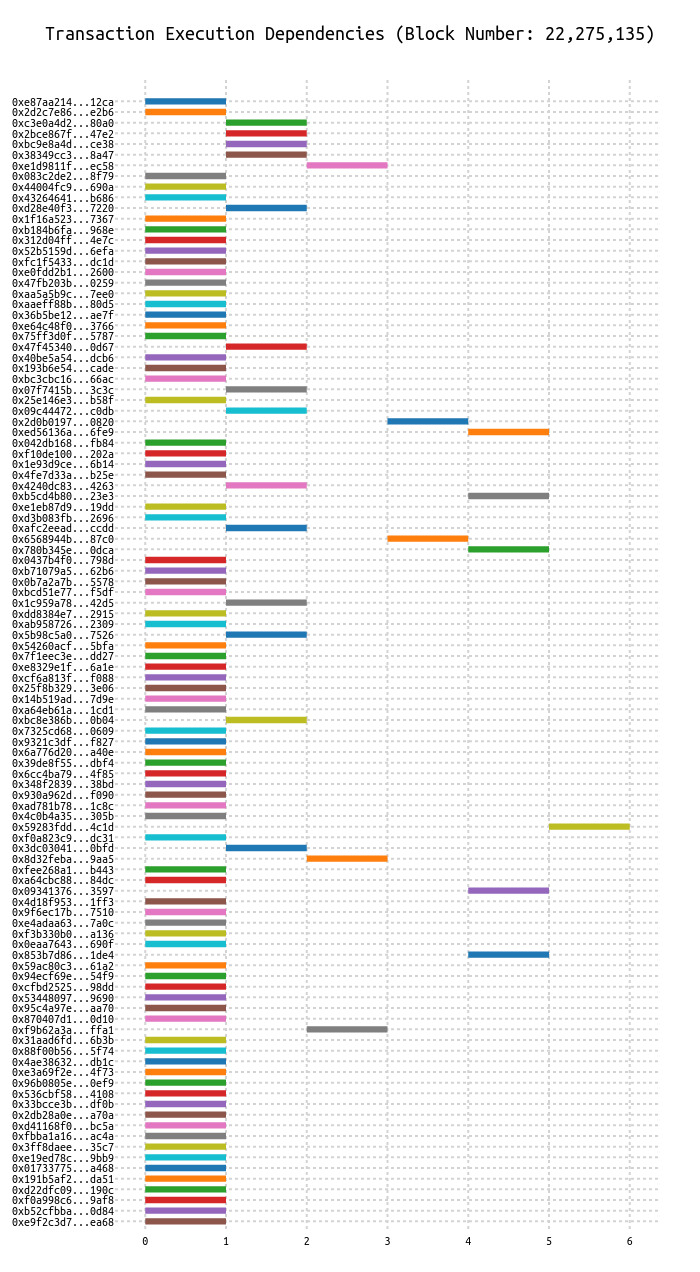 Transaction Execution Dependencies (Block Number: 22,275,135)
0xe87aa214...12ca
0x2d2c7e86...e2b6
0xc3e0a4d2...80a0
0x2bce867f...47e2
0xbc9e8a4d...ce38
0x38349cc3...8a47
0xe1d9811f...ec58
0x083c2de2...8f79
0x44004fc9...690a
0x43264641...b686
0xd28e40f3...7220
0x1f16a523...7367
0xb184b6fa...968e
0x312d04ff...4e7c
0x52b5159d...6efa
0xfc1f5433...dc1d
0xe0fdd2b1...2600
0x47fb203b...0259
0xaa5a5b9c...7ee0
0xaaeff88b...80d5
0x36b5be12...ae7f
0xe64c48f0...3766
0x75ff3d0f...5787
0x47f45340...0d67
0x40be5a54...dcb6
0x193b6e54...cade
0xbc3cbc16...66ac
0x07f7415b...3c3c
0x25e146e3...b58f
0x09c44472...c0db
0x2d0b0197...0820
0xed56136a...6fe9
0x042db168...fb84
0xf10de100...202a
0x1e93d9ce...6b14
0x4fe7d33a...b25e
0x4240dc83...4263
0xb5cd4b80...23e3
0xe1eb87d9...19dd
0xd3b083fb...2696
0xafc2eead...ccdd
0x6568944b...87c0
0x780b345e...0dca
0x0437b4f0...798d
0xb71079a5...62b6
0x0b7a2a7b...5578
0xbcd51e77...f5df
0x1c959a78...42d5
0xdd8384e7...2915
0xab958726...2309
0x5b98c5a0...7526
0x54260acf...5bfa
0x7f1eec3e...dd27
0xe8329e1f...6a1e
0xcf6a813f...f088
0x25f8b329...3e06
0x14b519ad...7d9e
0xa64eb61a...1cd1
0xbc8e386b...0b04
0x7325cd68...0609
0x9321c3df...f827
0x6a776d20...a40e
0x39de8f55...dbf4
0x6cc4ba79...4f85
0x348f2839...38bd
0x930a962d...f090
0xad781b78...1c8c
0x4c0b4a35...305b
0x59283fdd...4c1d
0xf0a823c9...dc31
0x3dc03041...0bfd
0x8d32feba...9aa5
0xfee268a1...b443
0xa64cbc88...84dc
0x09341376...3597
0x4d18f953...1ff3
0x9f6ec17b...7510
0xe4adaa63...7a0c
0xf3b330b0...a136
0x0eaa7643...690f
0x853b7d86...1de4
0x59ac80c3...61a2
0x94ecf69e...54f9
0xcfbd2525...98dd
0x53448097...9690
0x95c4a97e...aa70
0x870407d1...0d10
0xf9b62a3a...ffa1
0x31aad6fd...6b3b
0x88f00b56...5f74
0x4ae38632...db1c
0xe3a69f2e...4f73
0x96b0805e...0ef9
0x536cbf58...4108
0x33bcce3b...df0b
0x2db28a0e...a70a
0xd41168f0...bc5a
0xfbba1a16...ac4a
0x3ff8daee...35c7
0xe19ed78c...9bb9
0x01733775...a468
0x191b5af2...da51
0xd22dfc09...190c
0xf0a998c6...9af8
0xb52cfbba...0d84
0xe9f2c3d7...ea68
0 1 2 3 4 5 6